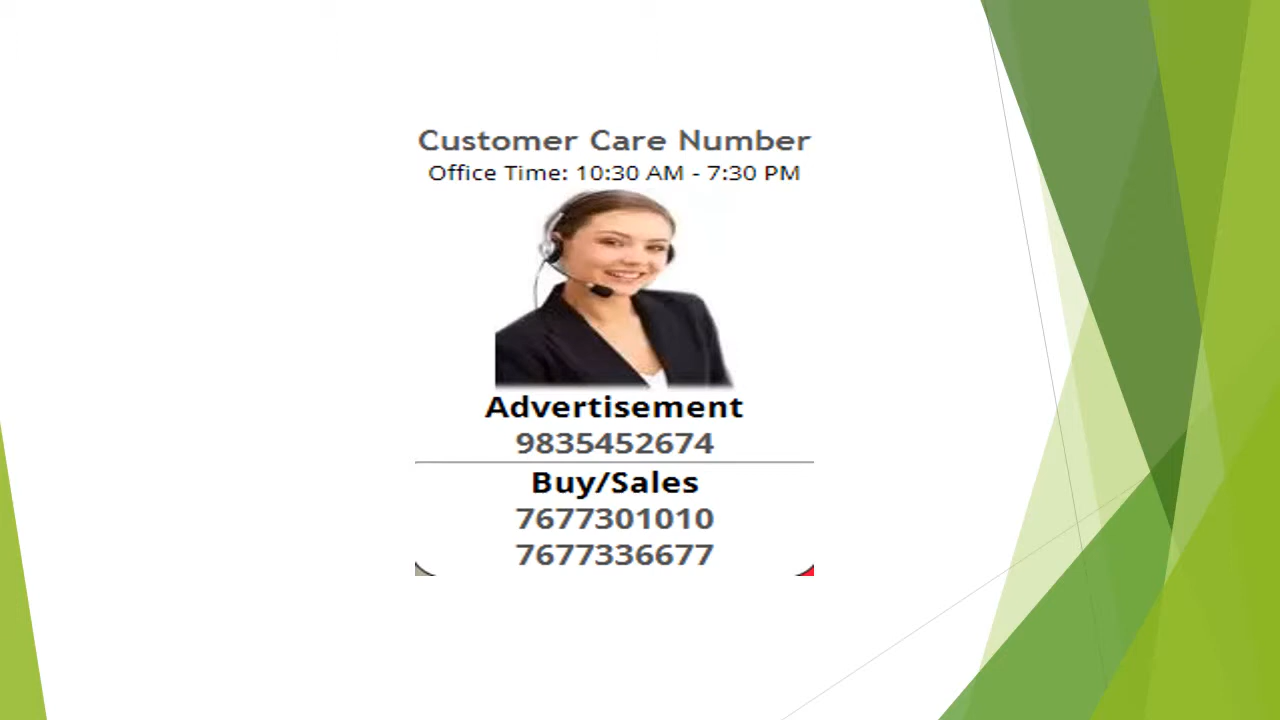 Customer Care Number
Office Time: 10:30 AM - 7:30 PM
Advertisement
9835452674
Buy/Sales
7677301010
7677336677